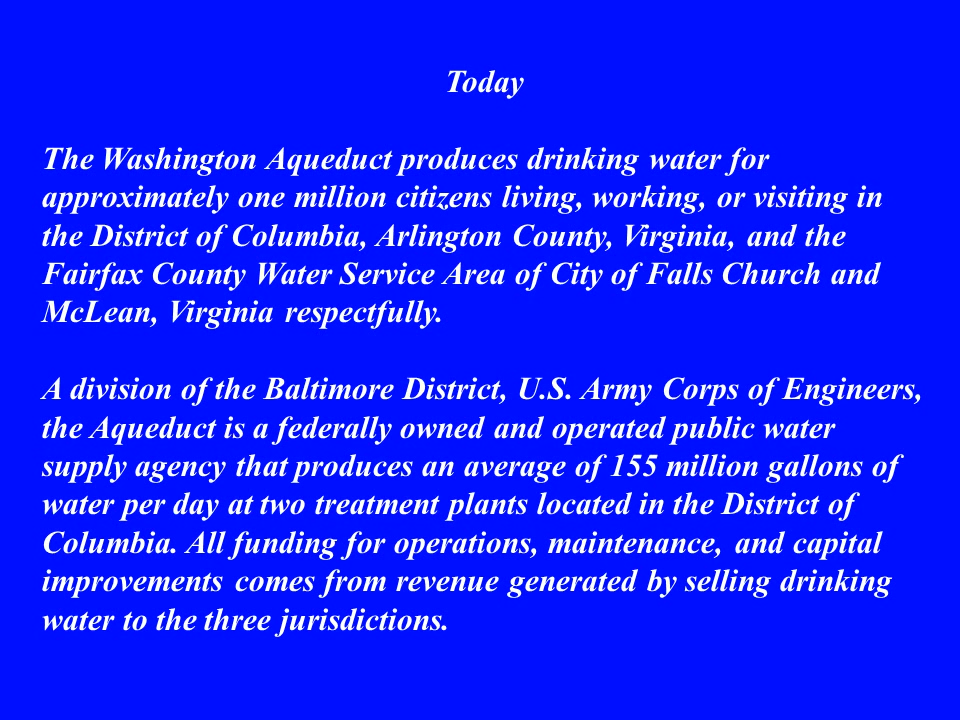 Today
The Washington Aqueduct produces drinking water for
approximately one million citizens living, working, or visiting in
the District of Columbia, Arlington County, Virginia, and the
Fairfax County Water Service Area of City of Falls Church and
McLean, Virginia respectfully.
A division of the Baltimore District, U.S. Army Corps of Engineers,
the Aqueduct is a federally owned and operated public water
supply agency that produces an average of 155 million gallons of
water per day at two treatment plants located in the District of
Columbia. All funding for operations, maintenance, and capital
improvements comes from revenue generated by selling drinking
water to the three jurisdictions.